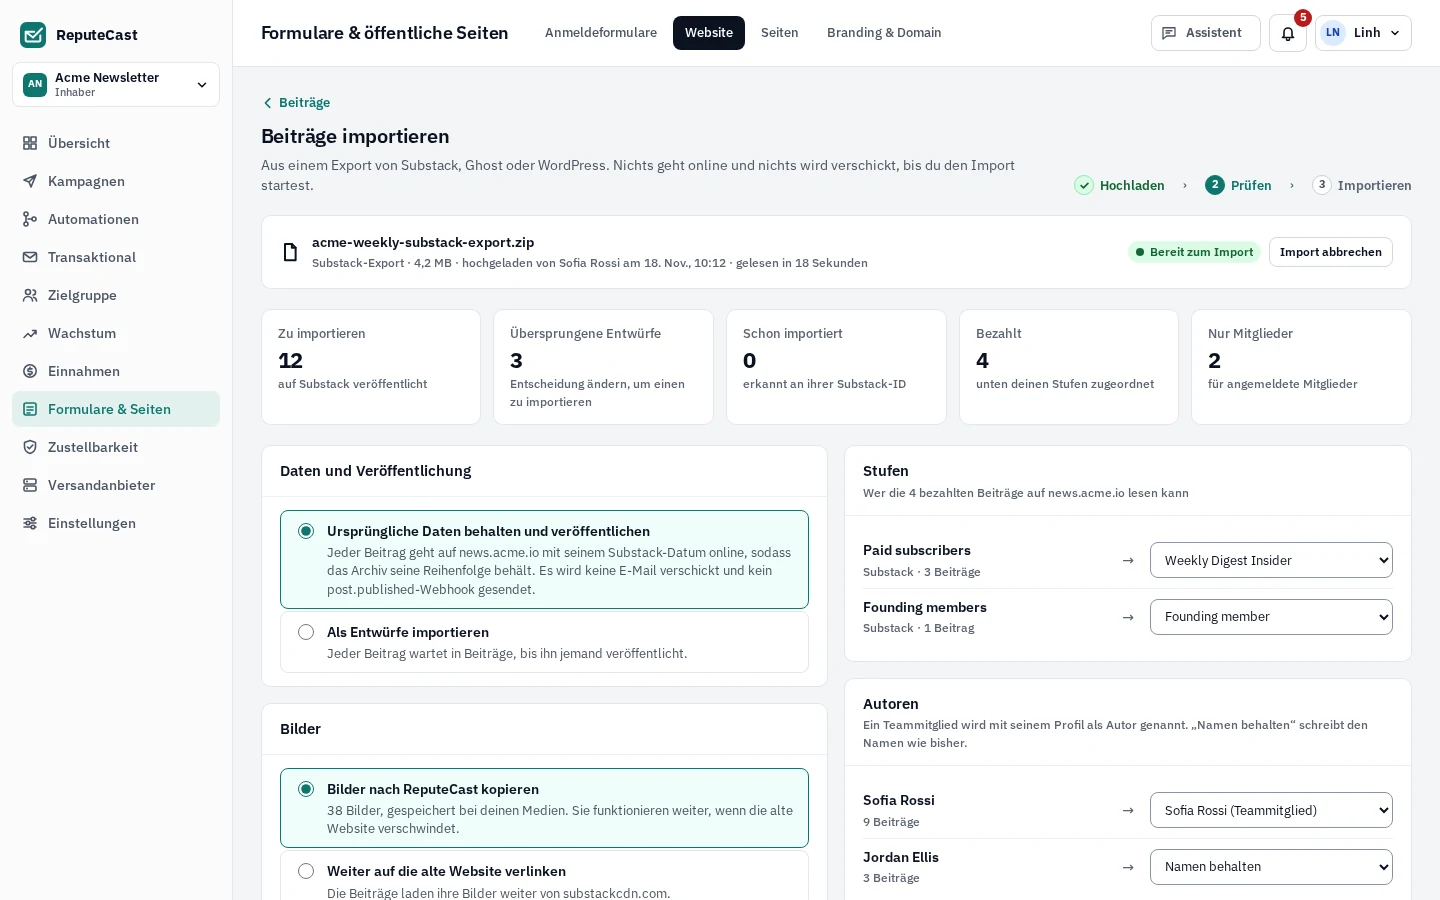 ReputeCast
AN
Acme Newsletter
Inhaber
Übersicht
Kampagnen
Automationen
Transaktional
Zielgruppe
Wachstum
Einnahmen
Formulare & Seiten
Zustellbarkeit
Versandanbieter
Einstellungen
Formulare & öffentliche Seiten
Anmeldeformulare
Website
Seiten
Branding & Domain
Assistent
5
LN
Linh
Beiträge
Beiträge importieren
Aus einem Export von Substack, Ghost oder WordPress. Nichts geht online und nichts wird verschickt, bis du den Import
startest.
Hochladen
2 Prüfen
3 Importieren
acme-weekly-substack-export.zip
Substack-Export · 4,2 MB · hochgeladen von Sofia Rossi am 18. Nov., 10:12 · gelesen in 18 Sekunden
Bereit zum Import
Import abbrechen
Zu importieren
12
auf Substack veröffentlicht
Übersprungene Entwürfe
3
Entscheidung ändern, um einen
zu importieren
Schon importiert
0
erkannt an ihrer Substack-ID
Bezahlt
4
unten deinen Stufen zugeordnet
Nur Mitglieder
2
für angemeldete Mitglieder
Daten und Veröffentlichung
Ursprüngliche Daten behalten und veröffentlichen
Jeder Beitrag geht auf news.acme.io mit seinem Substack-Datum online, sodass
das Archiv seine Reihenfolge behält. Es wird keine E-Mail verschickt und kein
post.published-Webhook gesendet.
Als Entwürfe importieren
Jeder Beitrag wartet in Beiträge, bis ihn jemand veröffentlicht.
Bilder
Bilder nach ReputeCast kopieren
38 Bilder, gespeichert bei deinen Medien. Sie funktionieren weiter, wenn die alte
Website verschwindet.
Weiter auf die alte Website verlinken
Die Beiträge laden ihre Bilder weiter von substackcdn.com.
Stufen
Wer die 4 bezahlten Beiträge auf news.acme.io lesen kann
Paid subscribers
Substack · 3 Beiträge
→
Weekly Digest Insider
Founding members
Substack · 1 Beitrag
→
Founding member
Autoren
Ein Teammitglied wird mit seinem Profil als Autor genannt. „Namen behalten“ schreibt den
Namen wie bisher.
Sofia Rossi
9 Beiträge
→
Sofia Rossi (Teammitglied)
Jordan Ellis
3 Beiträge
→
Namen behalten